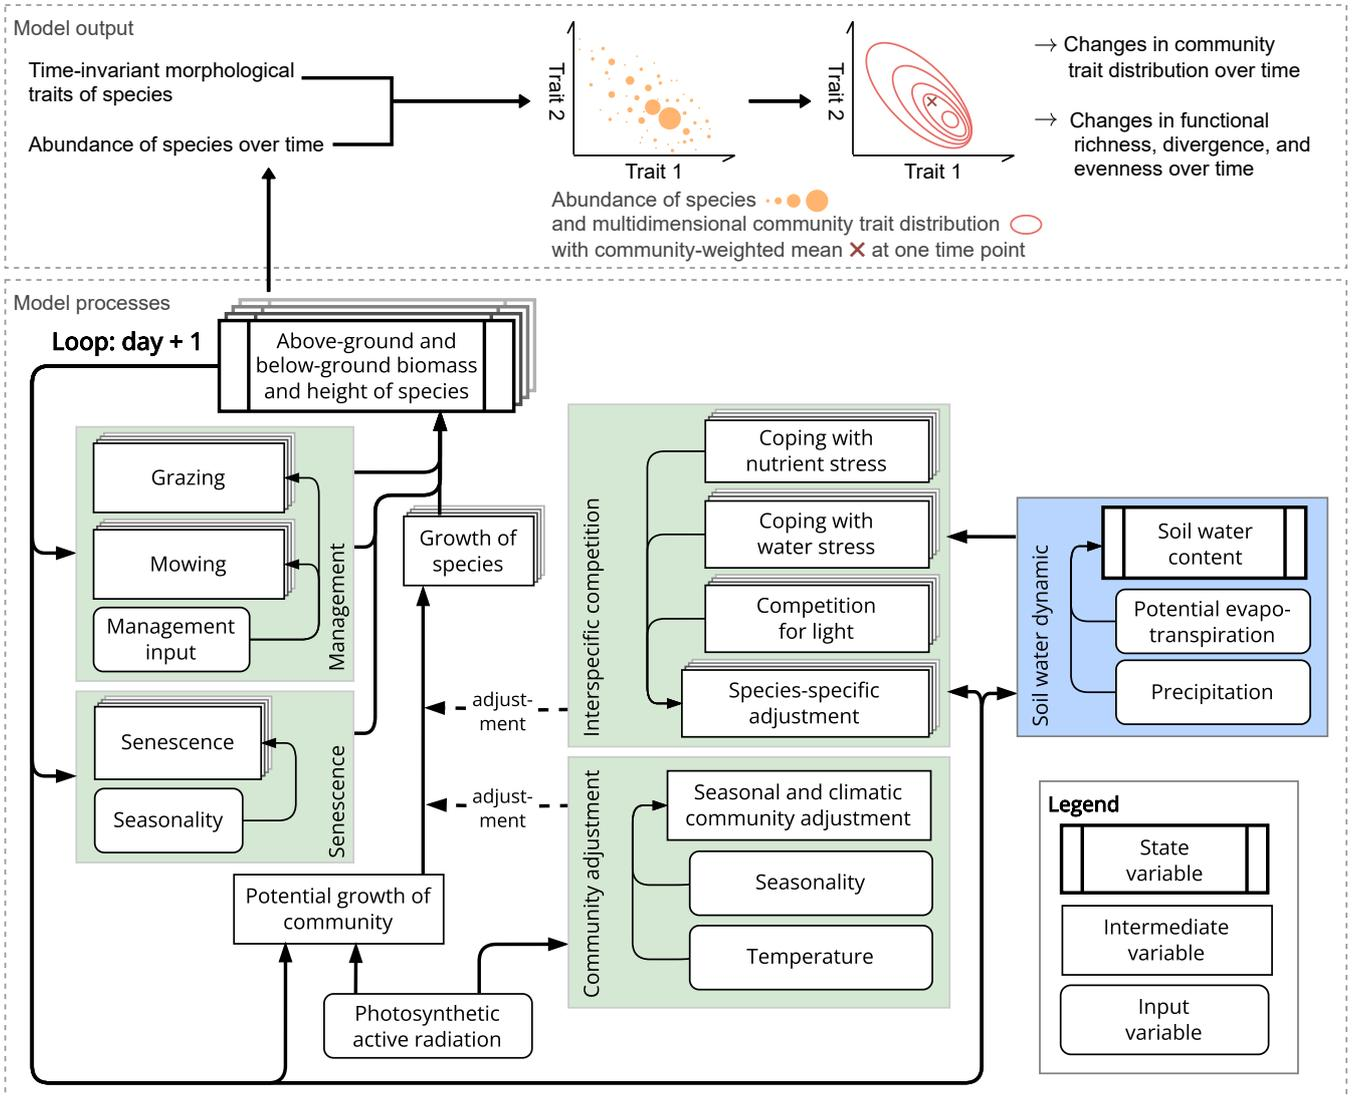 Model output
Time-invariant morphological
traits of species
Abundance of species over time
Trait 2
Trait 1
Trait 2
Trait 1
→ Changes in community
trait distribution over time
→ Changes in functional
richness, divergence, and
evenness over time
Abundance of species
and multidimensional community trait distribution
with community-weighted mean × at one time point
Model processes
Loop: day + 1
Above-ground and
below-ground biomass
and height of species
Grazing
Mowing
Management
input
Management
Senescence
Seasonality
Senescence
Growth of
species
adjust-
ment
adjust-
ment
Potential growth of
community
Photosynthetic
active radiation
Interspecific competition
Coping with
nutrient stress
Coping with
water stress
Competition
for light
Species-specific
adjustment
Community adjustment
Seasonal and climatic
community adjustment
Seasonality
Temperature
Soil water dynamic
Soil water
content
Potential evapo-
transpiration
Precipitation
Legend
State
variable
Intermediate
variable
Input
variable